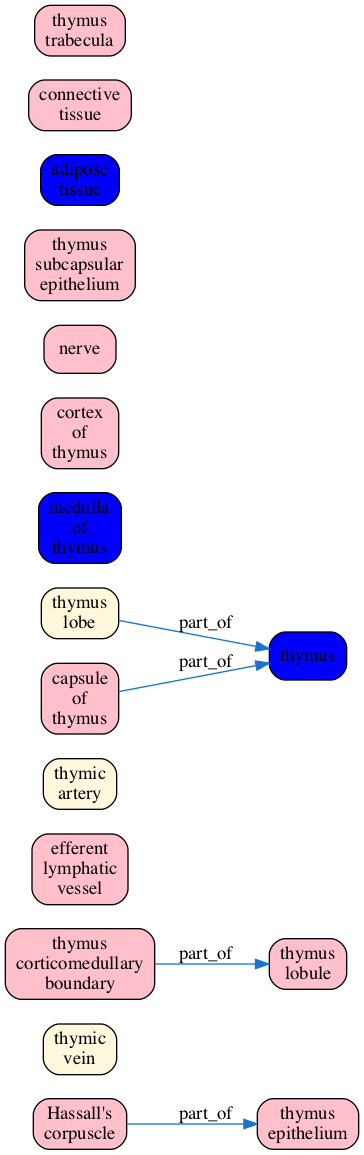 thymus
trabecula
connective
tissue
adipose
tissue
thymus
subcapsular
epithelium
nerve
cortex
of
thymus
medulla
of
thymus
thymus
lobe
part_of
thymus
capsule
of
thymus
part_of
thymic
artery
efferent
lymphatic
vessel
thymus
corticomedullary
boundary
part_of
thymus
lobule
thymic
vein
Hassall's
corpuscle
part_of
thymus
epithelium